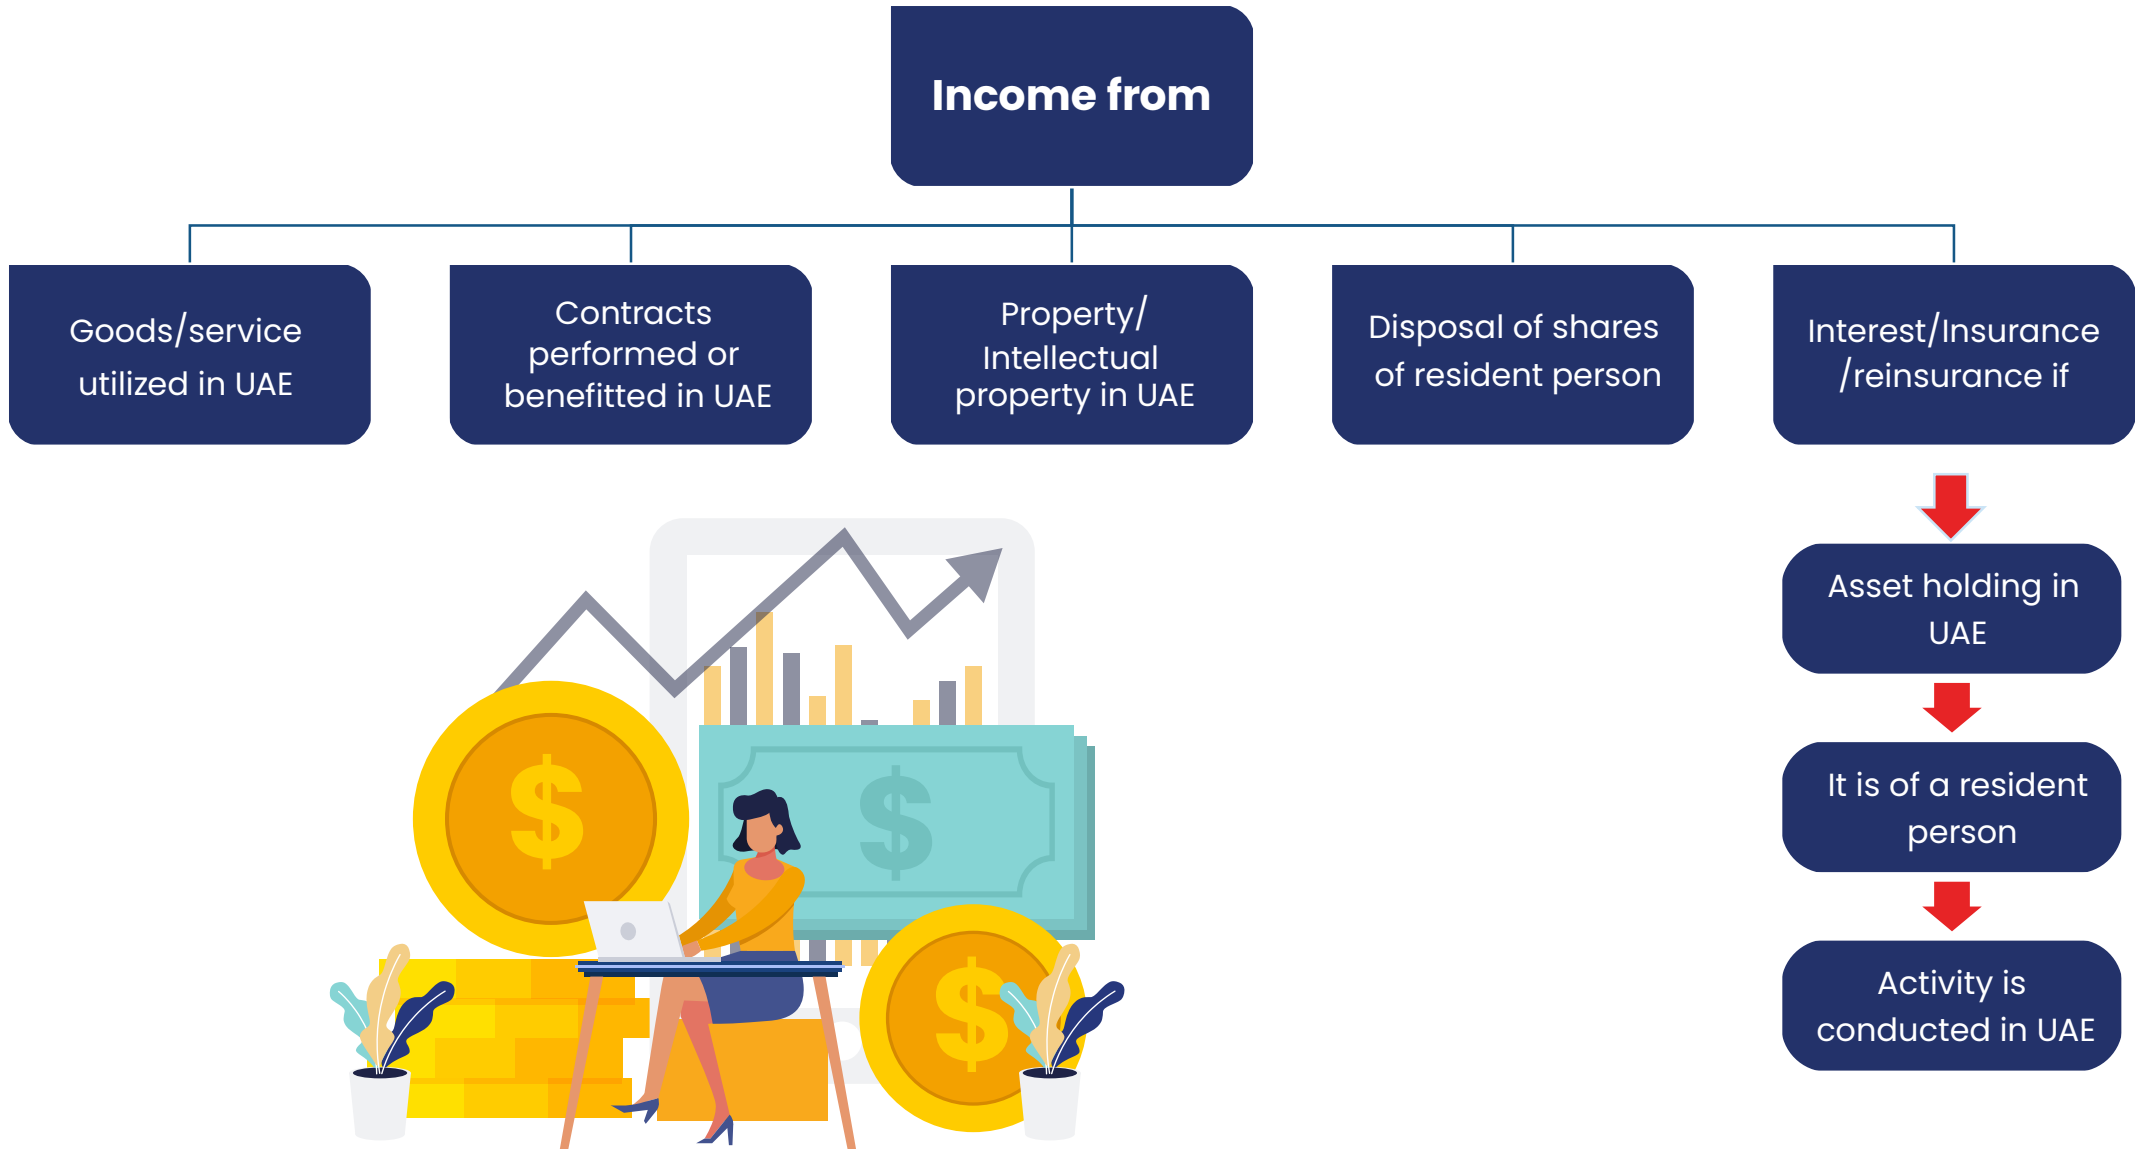 Income from
Goods/service
utilized in UAE
Contracts
performed or
benefitted in UAE
Property/
Intellectual
property in UAE
Disposal of shares
of resident person
Interest/Insurance
/reinsurance if
Asset holding in
UAE
It is of a resident
person
Activity is
conducted in UAE
$
$
$